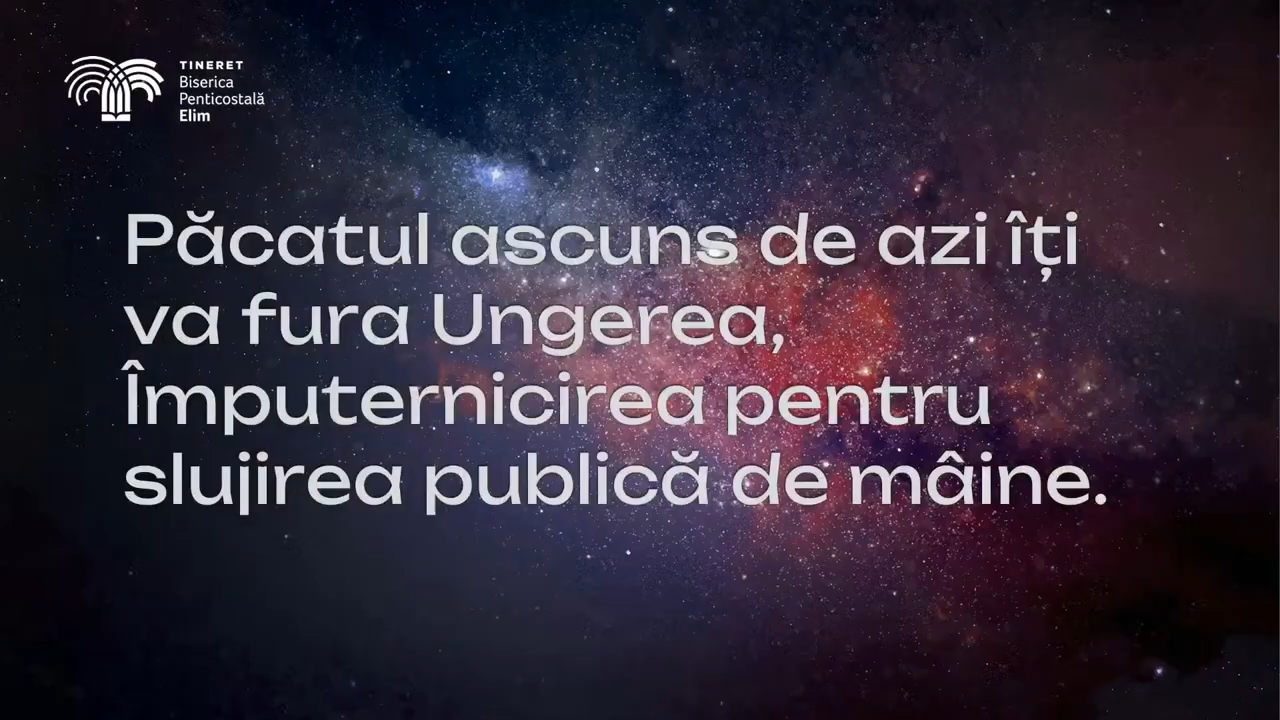 TINERET
Biserica
Penticostală
Elim
Păcatul ascuns de azi îți
va fura Ungerea,
Împuternicirea pentru
slujirea publică de mâine.